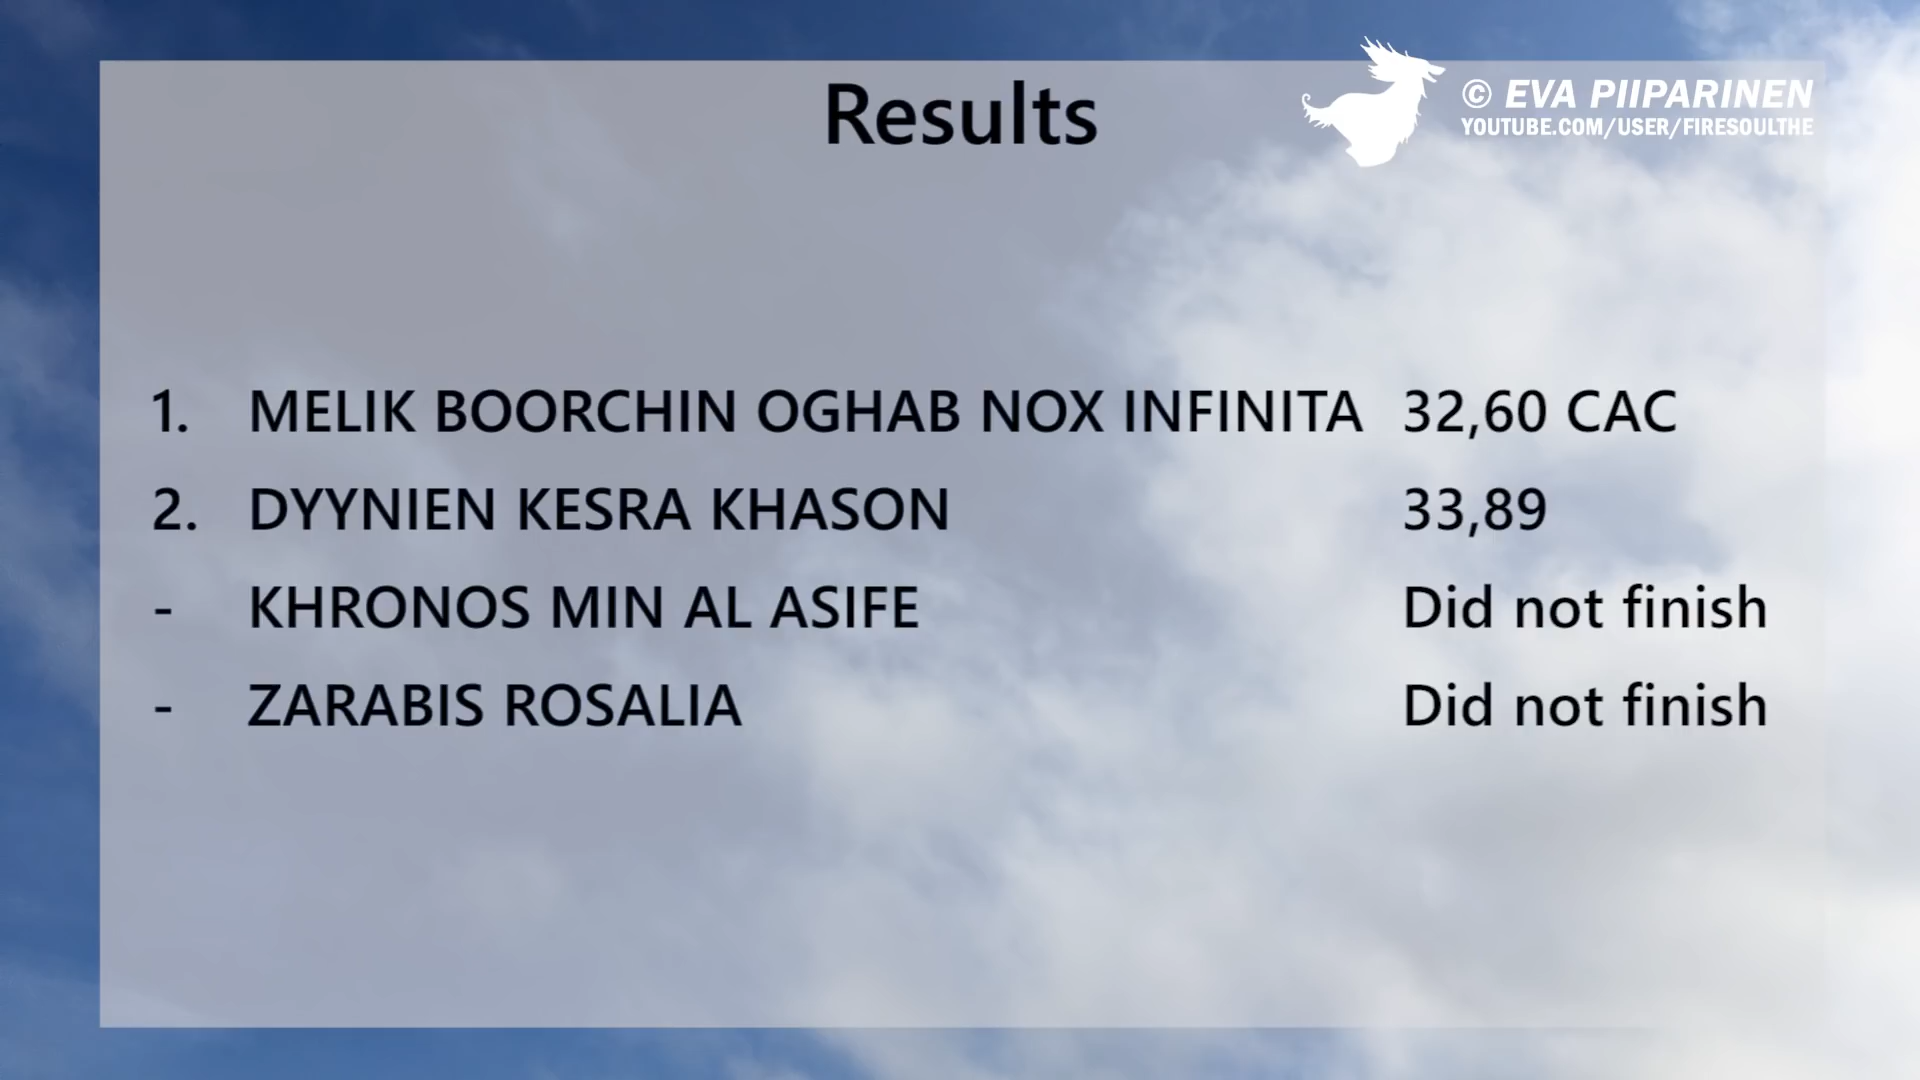 Results
© EVA PIIPARINEN
YOUTUBE.COM/USER/FIRESOULTHE
1. MELIK BOORCHIN OGHAB NOX INFINITA 32,60 CAC
2. DYYNIEN KESRA KHASON 33,89
- KHRONOS MIN AL ASIFE Did not finish
- ZARABIS ROSALIA Did not finish